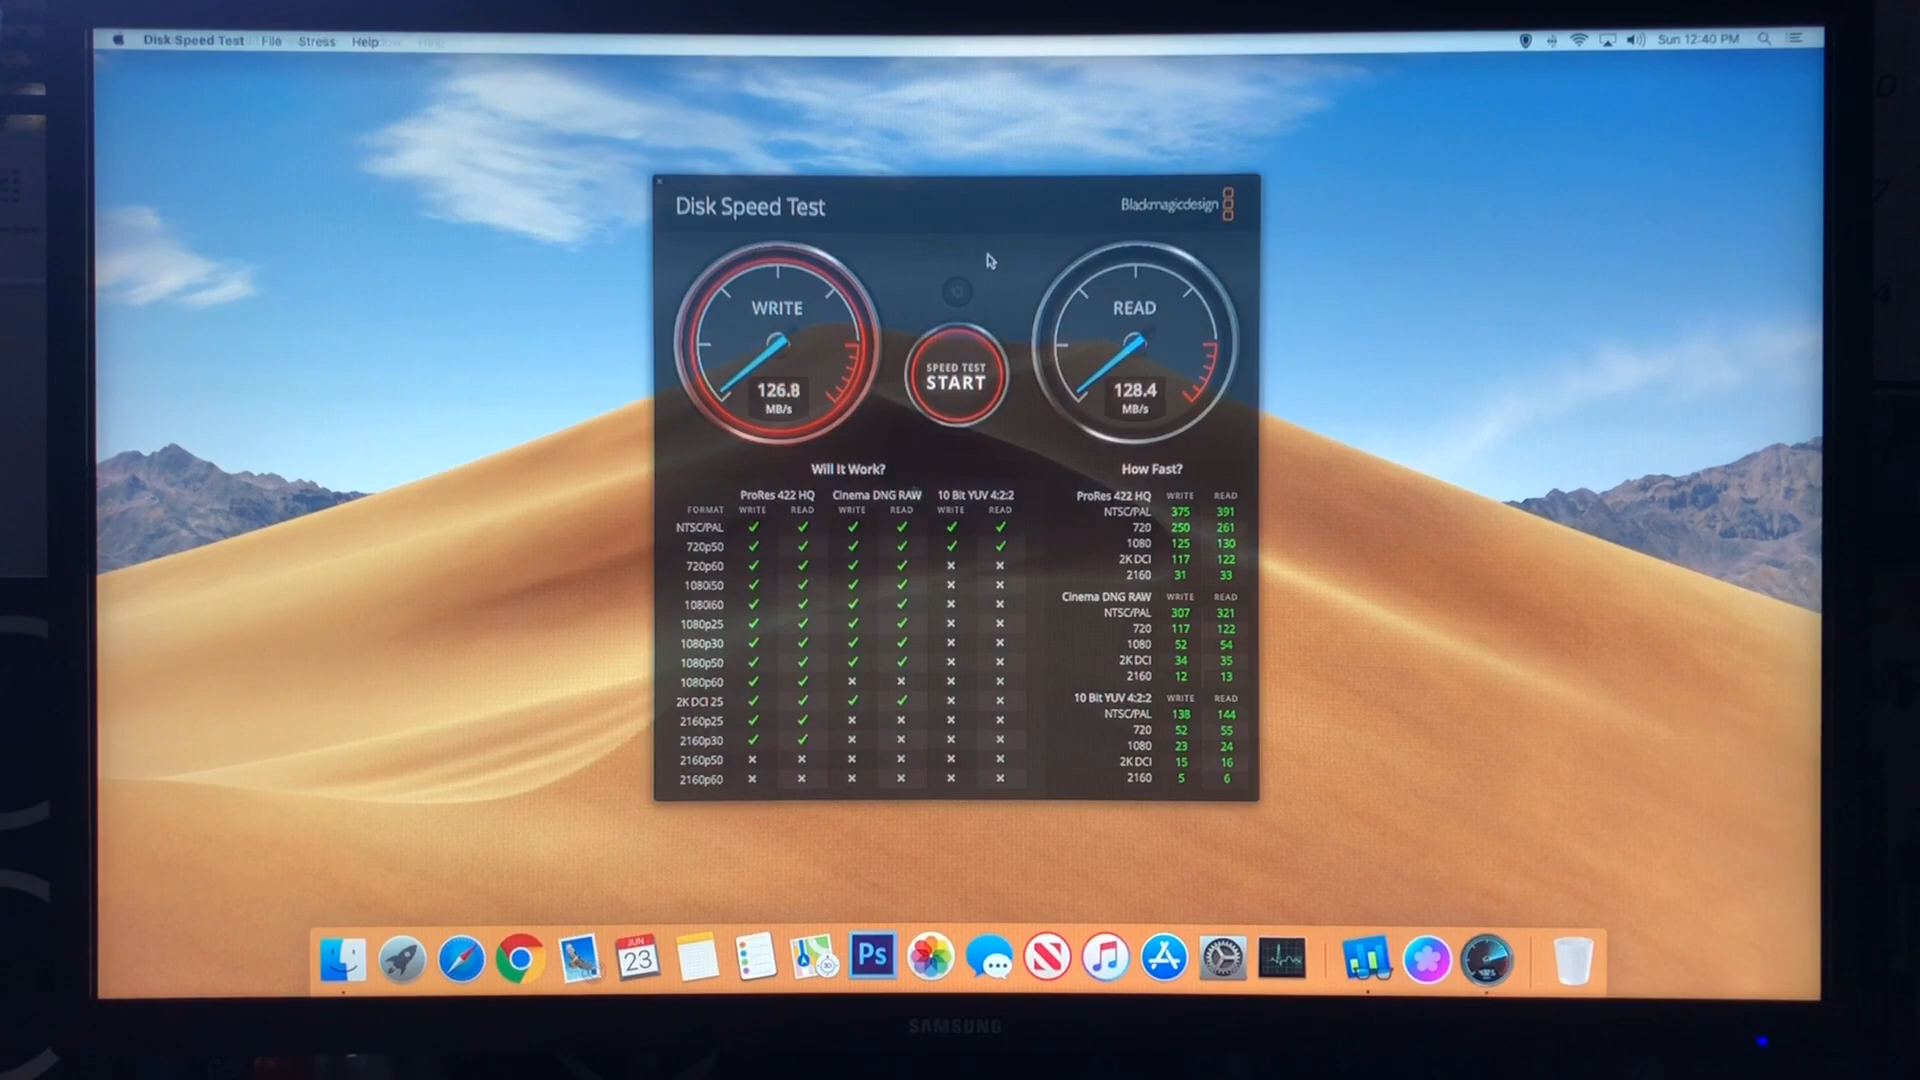 Disk Speed Test File Stress Help
Sun 12:40 PM
Disk Speed Test
Blackmagicdesign
WRITE
126.8
MB/s
SPEED TEST
START
READ
128.4
MB/s
Will It Work?
ProRes 422 HQ Cinema DNG RAW 10 Bit YUV 4:2:2
FORMAT WRITE READ WRITE READ WRITE READ
NTSC/PAL ✓ ✓ ✓ ✓ ✓ ✓
720p50 ✓ ✓ ✓ ✓ ✓ ✓
720p60 ✓ ✓ ✓ ✓ × ×
1080i50 ✓ ✓ ✓ ✓ × ×
1080i60 ✓ ✓ ✓ ✓ × ×
1080p25 ✓ ✓ ✓ ✓ × ×
1080p30 ✓ ✓ ✓ ✓ × ×
1080p50 ✓ ✓ ✓ ✓ × ×
1080p60 ✓ ✓ × × × ×
2K DCI 25 ✓ ✓ ✓ ✓ × ×
2160p25 ✓ ✓ × × × ×
2160p30 ✓ ✓ × × × ×
2160p50 × × × × × ×
2160p60 × × × × × ×
How Fast?
ProRes 422 HQ WRITE READ
NTSC/PAL 375 391
720 250 261
1080 125 130
2K DCI 117 122
2160 31 33
Cinema DNG RAW WRITE READ
NTSC/PAL 307 321
720 117 122
1080 52 54
2K DCI 34 35
2160 12 13
10 Bit YUV 4:2:2 WRITE READ
NTSC/PAL 138 144
720 52 55
1080 23 24
2K DCI 15 16
2160 5 6
JUN
23
Ps
SAMSUNG